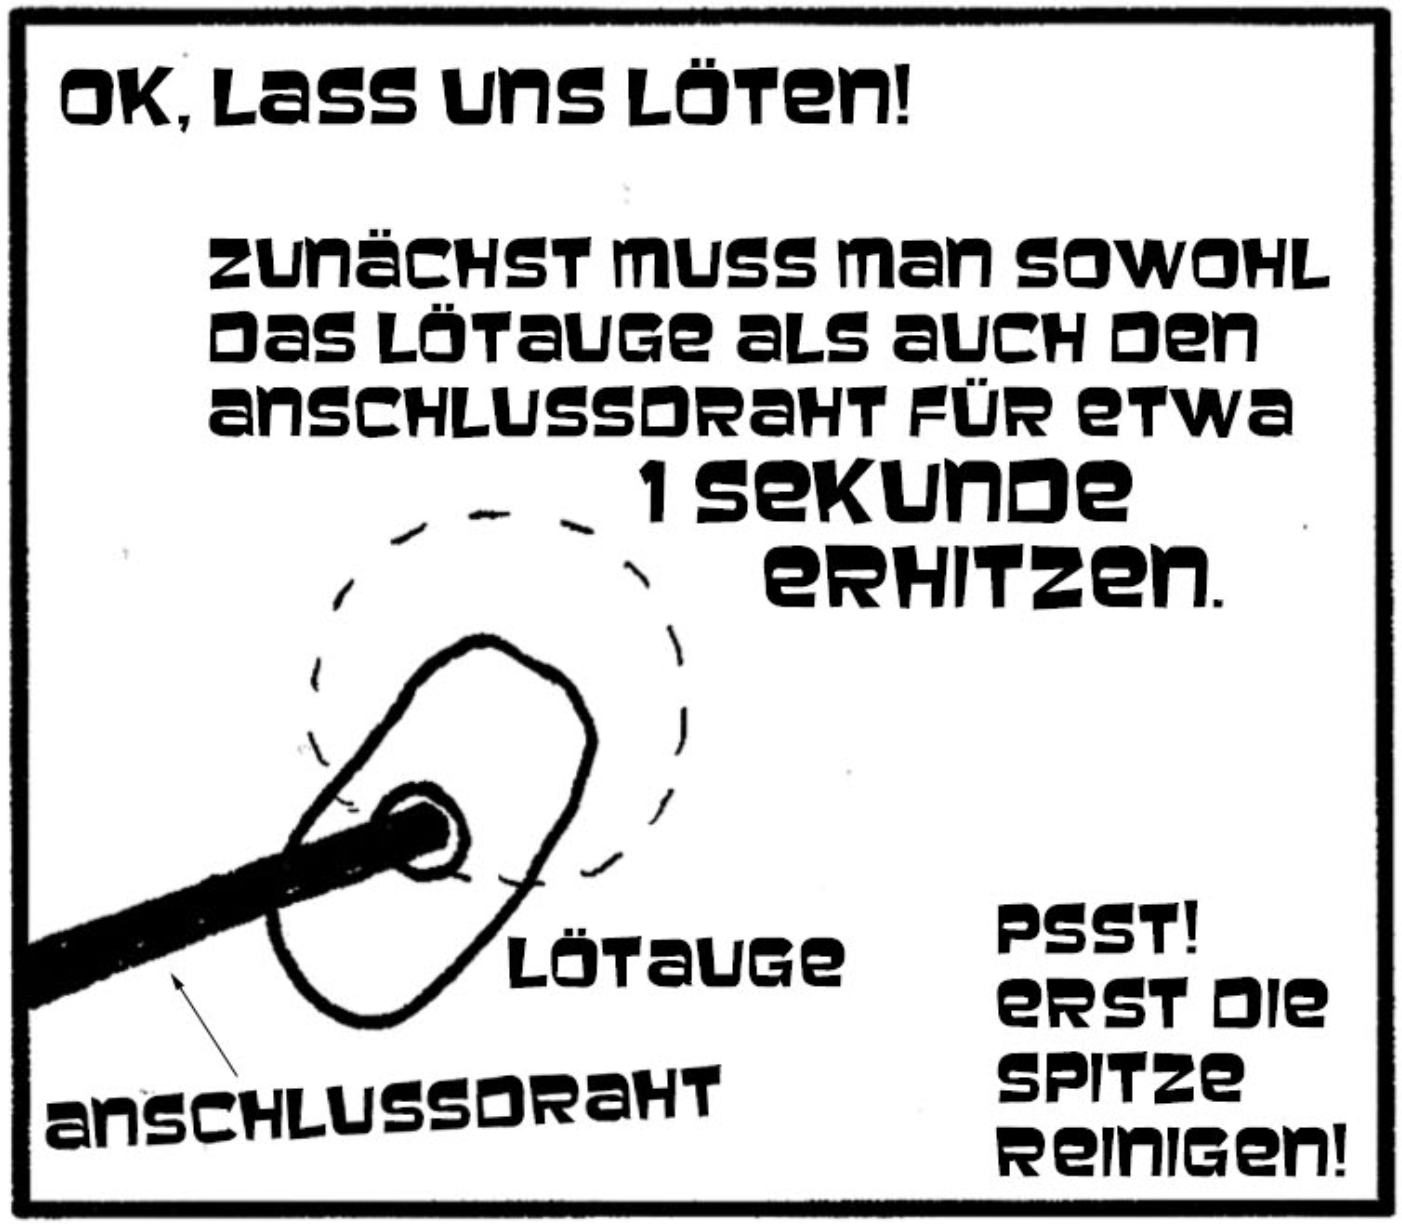 OK, LASS UNS LÖTEN!
ZUNÄCHST MUSS MAN SOWOHL
DAS LÖTAUGE ALS AUCH DEN
ANSCHLUSSDRAHT FÜR ETWA
1 SEKUNDE
ERHITZEN.
LÖTAUGE
ANSCHLUSSDRAHT
PSST!
ERST DIE
SPITZE
REINIGEN!